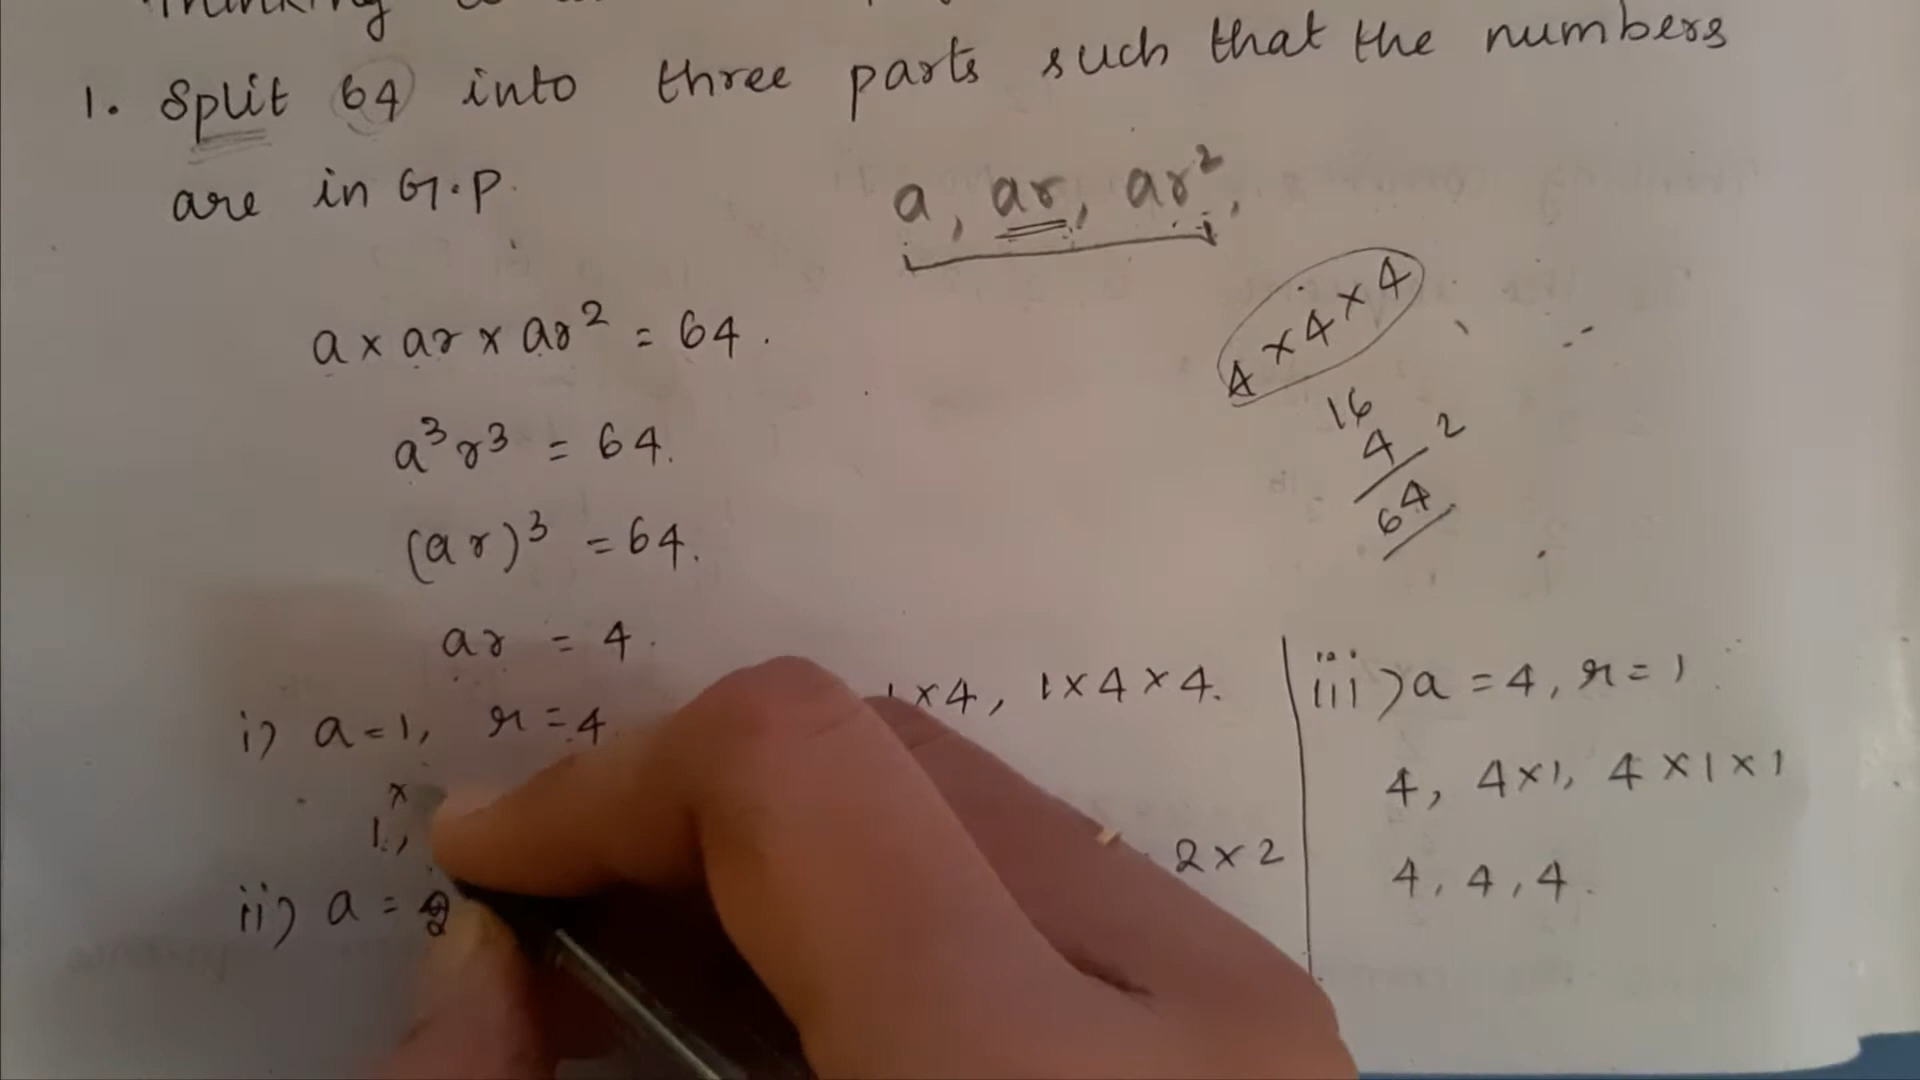 Thinking
1. Split 64 into three parts such that the numbers
are in G.P.
a, ar, ar²,
a × ar × ar² = 64.
a³r³ = 64.
(ar)³ = 64.
ar = 4.
4 × 4 × 4
16
4 2
64
i) a = 1, r = 4
×4, 1×4×4.
×
1,
ii) a = 2
2×2
iii) a = 4, r = 1
4, 4×1, 4×1×1
4, 4, 4.